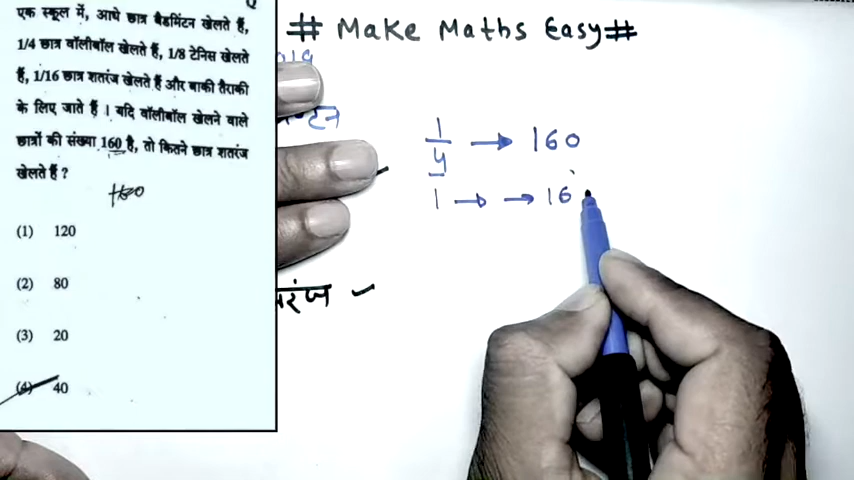 # Make Maths Easy#
एक स्कूल में, आधे छात्र बैडमिंटन खेलते हैं,
1/4 छात्र वॉलीबॉल खेलते हैं, 1/8 टेनिस खेलते
हैं, 1/16 छात्र शतरंज खेलते हैं और बाकी तैराकी
के लिए जाते हैं । यदि वॉलीबॉल खेलने वाले
छात्रों की संख्या 160 है, तो कितने छात्र शतरंज
खेलते हैं ?
(1) 120
(2) 80
(3) 20
(4) 40
1/4 → 160
1 → → 16